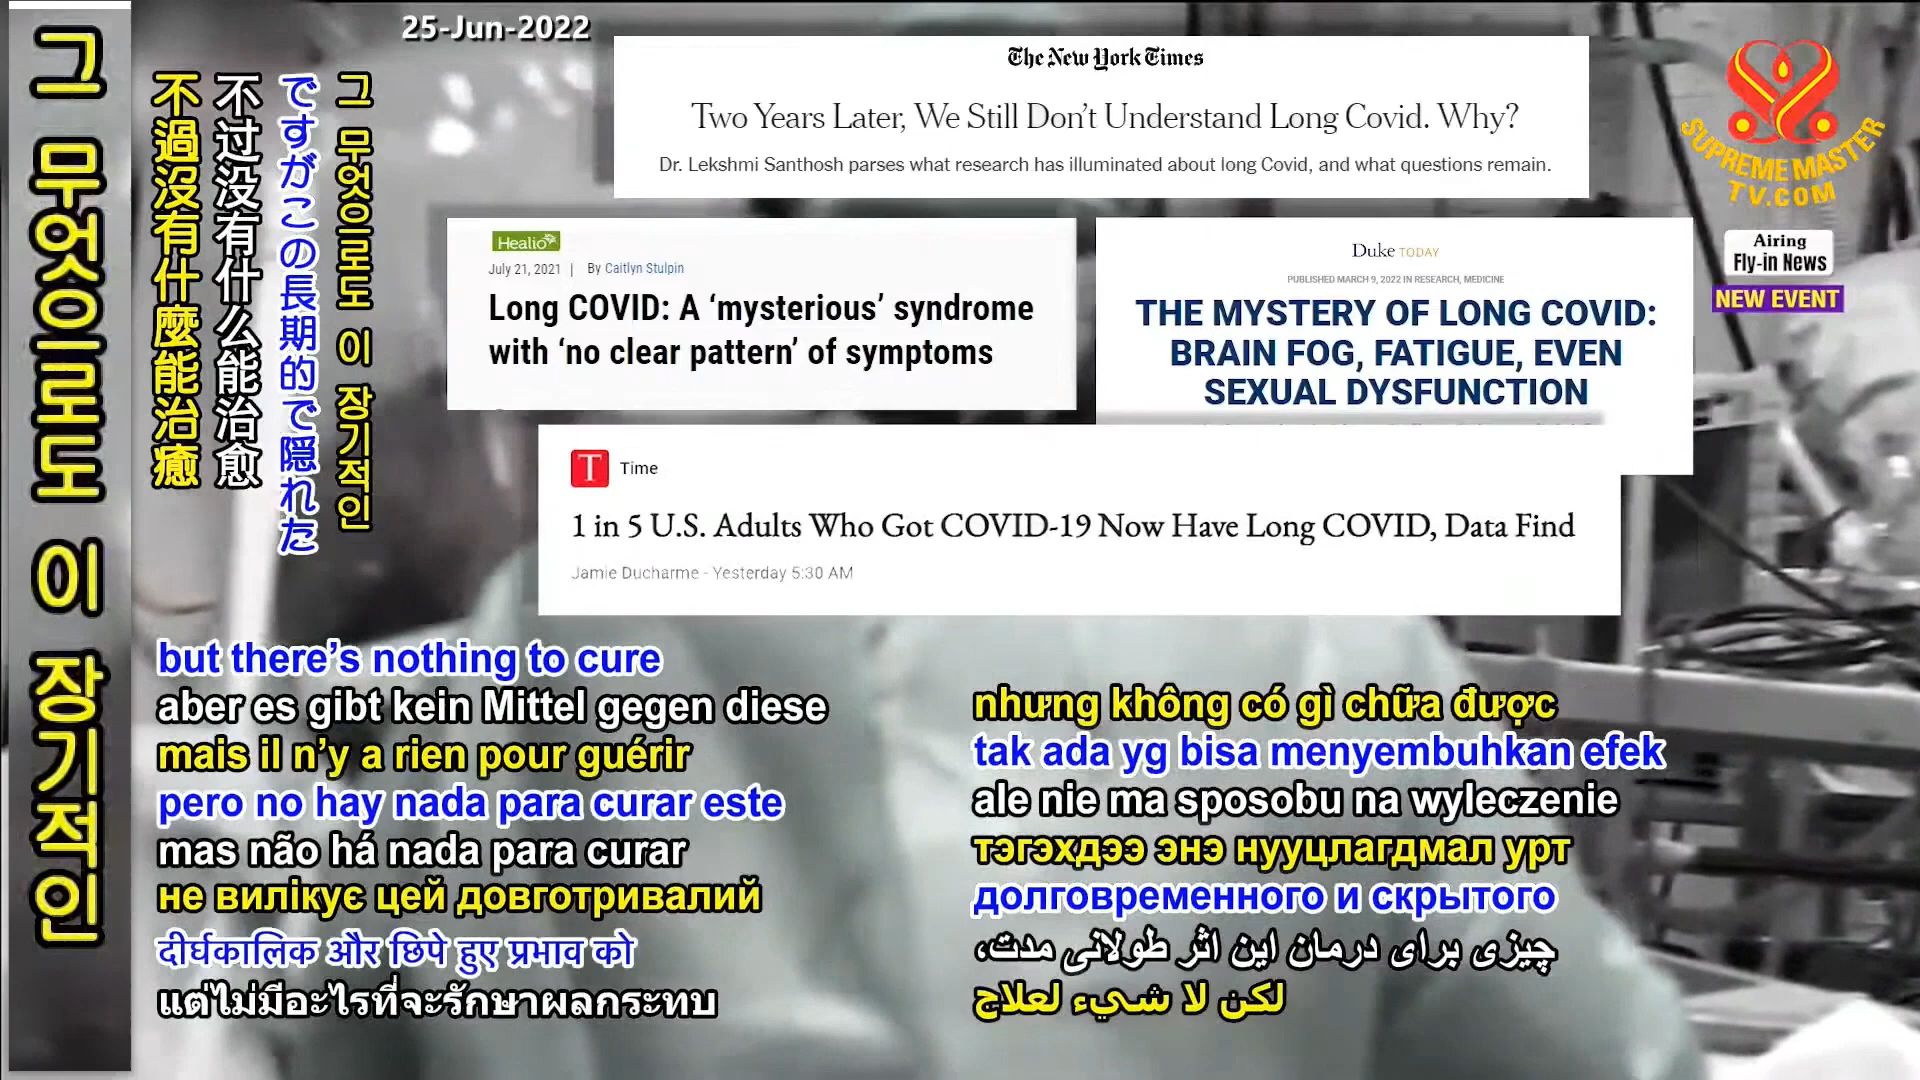 그 무엇으로도 이 장기적인
25-Jun-2022
不過沒有什麼能治癒
不过没有什么能治愈
ですがこの長期的で隠れた
그 무엇으로도 이 장기적인
The New York Times
Two Years Later, We Still Don’t Understand Long Covid. Why?
Dr. Lekshmi Santhosh parses what research has illuminated about long Covid, and what questions remain.
SUPREME MASTER
TV.COM
Airing
Fly-in News
NEW EVENT
Healio
July 21, 2021 | By Caitlyn Stulpin
Long COVID: A ‘mysterious’ syndrome
with ‘no clear pattern’ of symptoms
Duke TODAY
PUBLISHED MARCH 9, 2022 IN RESEARCH, MEDICINE
THE MYSTERY OF LONG COVID:
BRAIN FOG, FATIGUE, EVEN
SEXUAL DYSFUNCTION
T Time
1 in 5 U.S. Adults Who Got COVID-19 Now Have Long COVID, Data Find
Jamie Ducharme - Yesterday 5:30 AM
but there’s nothing to cure
aber es gibt kein Mittel gegen diese
mais il n’y a rien pour guérir
pero no hay nada para curar este
mas não há nada para curar
не вилікує цей довготривалий
दीर्घकालिक और छिपे हुए प्रभाव को
แต่ไม่มีอะไรที่จะรักษาผลกระทบ
nhưng không có gì chữa được
tak ada yg bisa menyembuhkan efek
ale nie ma sposobu na wyleczenie
тэгэхдээ энэ нууцлагдмал урт
долговременного и скрытого
چیزی برای درمان این اثر طولانی مدت،
لكن لا شيء لعلاج